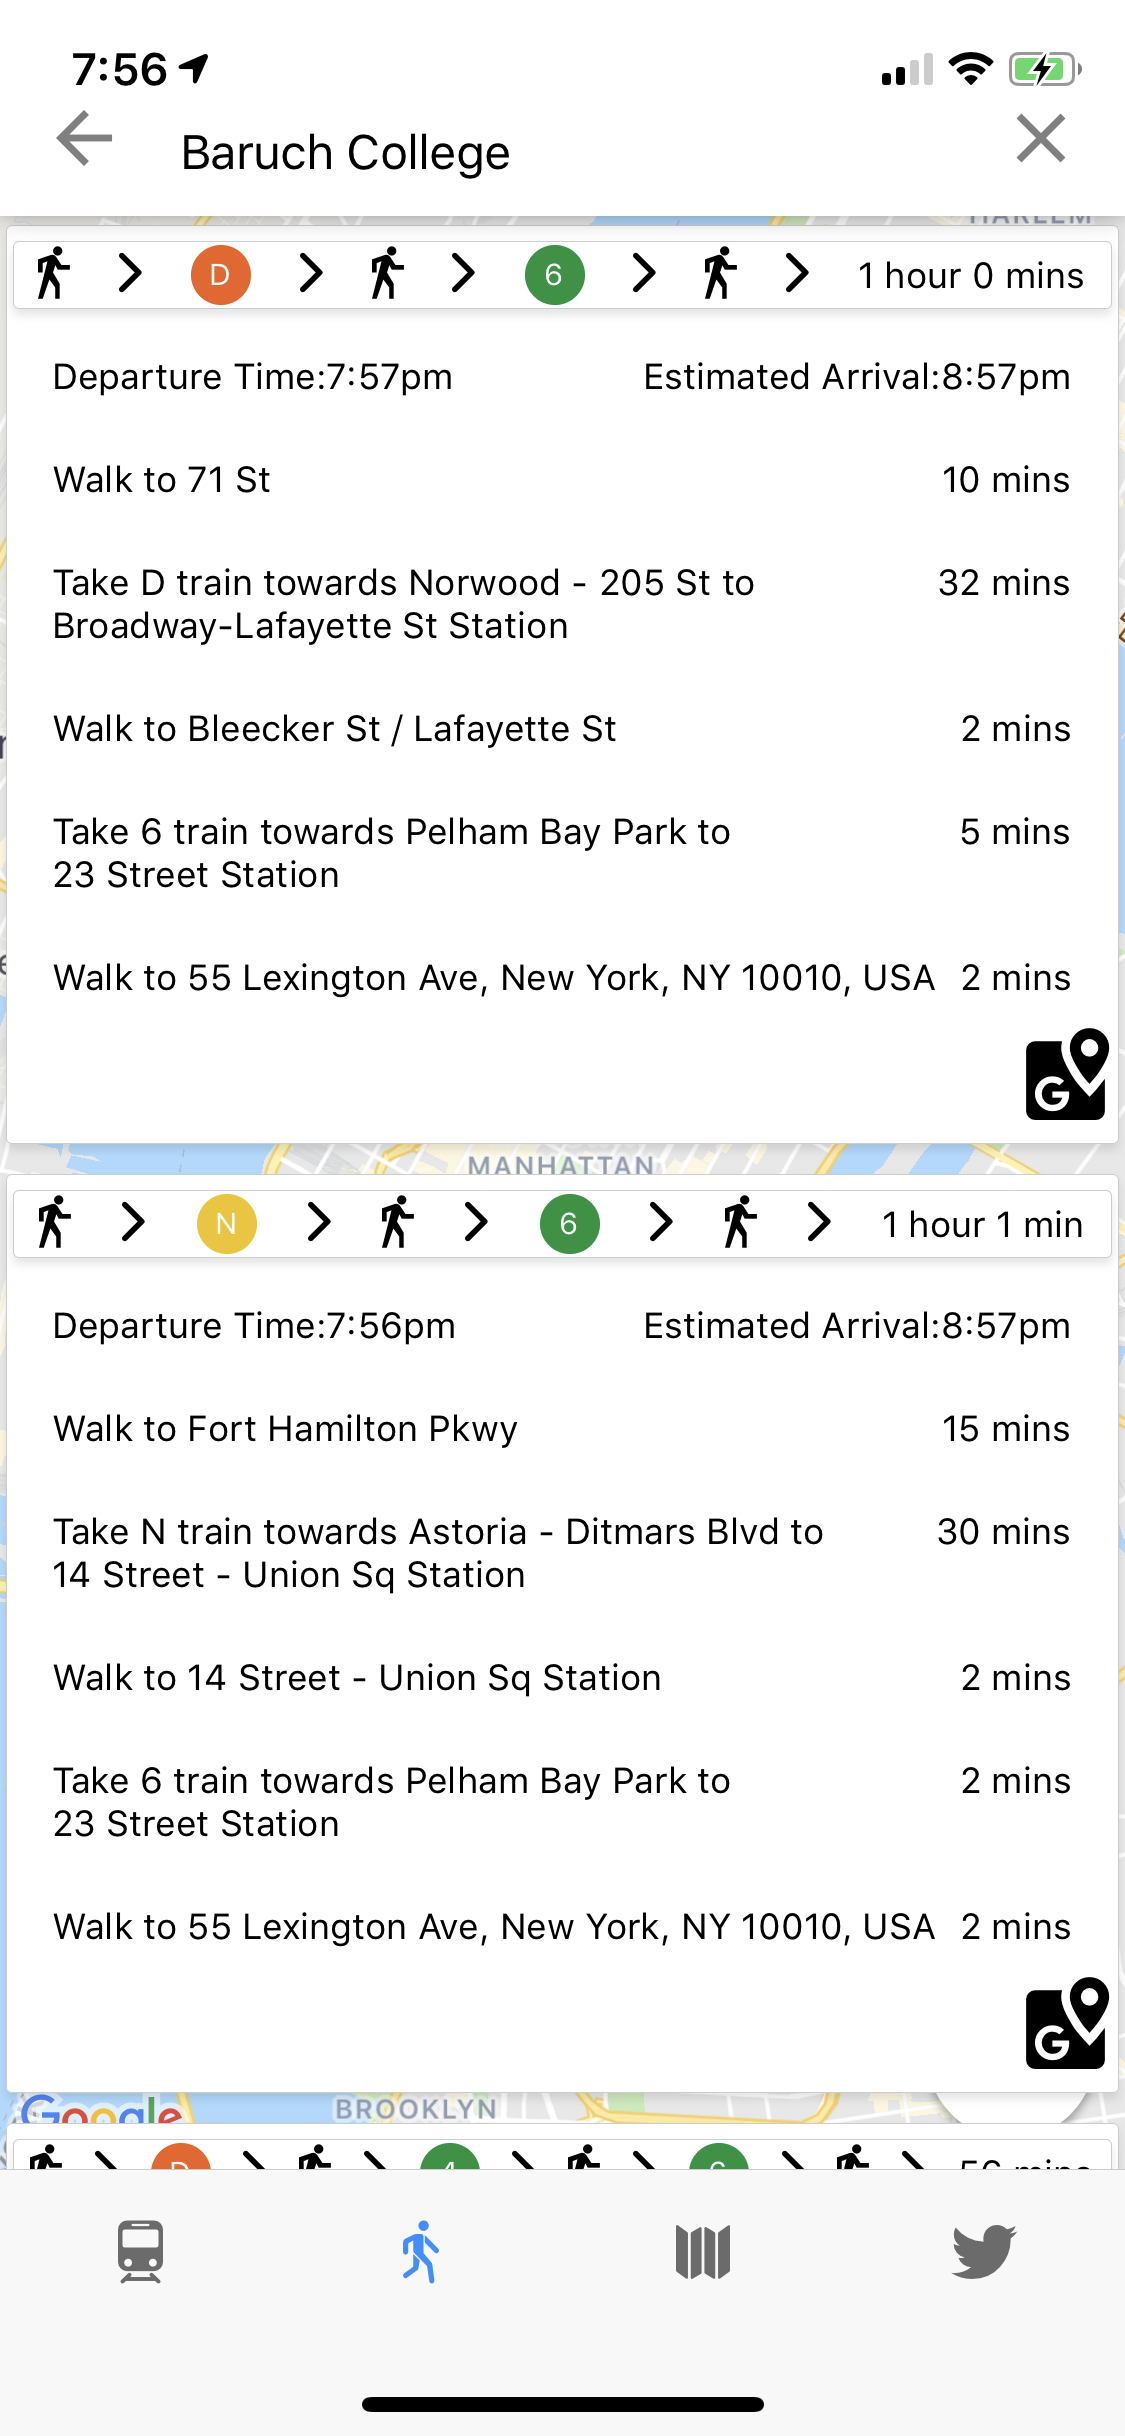 7:56
Baruch College
HARLEM
D
6
1 hour 0 mins
Departure Time:7:57pm Estimated Arrival:8:57pm
Walk to 71 St 10 mins
Take D train towards Norwood - 205 St to 32 mins
Broadway-Lafayette St Station
Walk to Bleecker St / Lafayette St 2 mins
Take 6 train towards Pelham Bay Park to 5 mins
23 Street Station
Walk to 55 Lexington Ave, New York, NY 10010, USA 2 mins
G
MANHATTAN
N
6
1 hour 1 min
Departure Time:7:56pm Estimated Arrival:8:57pm
Walk to Fort Hamilton Pkwy 15 mins
Take N train towards Astoria - Ditmars Blvd to 30 mins
14 Street - Union Sq Station
Walk to 14 Street - Union Sq Station 2 mins
Take 6 train towards Pelham Bay Park to 2 mins
23 Street Station
Walk to 55 Lexington Ave, New York, NY 10010, USA 2 mins
G
Google
BROOKLYN
D
4
6
56 mins